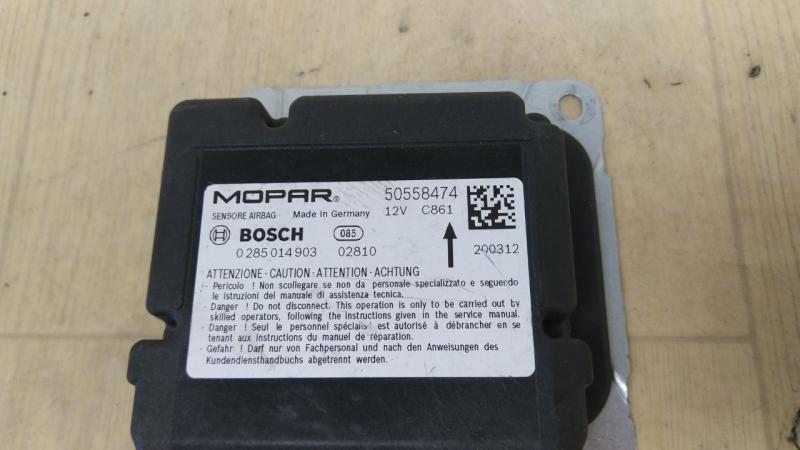 MOPAR® 50558474
SENSORE AIRBAG Made in Germany 12V C861
BOSCH 085
0 285 014 903 02810 200312
ATTENZIONE - CAUTION - ATTENTION - ACHTUNG
- Pericolo ! Non scollegare se non da personale specializzato e seguendo
le istruzioni del manuale di assistenza tecnica.
- Danger ! Do not disconnect. This operation is only to be carried out by
skilled operators, following the instructions given in the service manual.
- Danger ! Seul le personnel spécialisé est autorisé à débrancher en se
tenant aux instructions du manuel de réparation.
- Gefahr ! Darf nur von Fachpersonal und nach den Anweisungen des
Kundendiensthandbuchs abgetrennt werden.